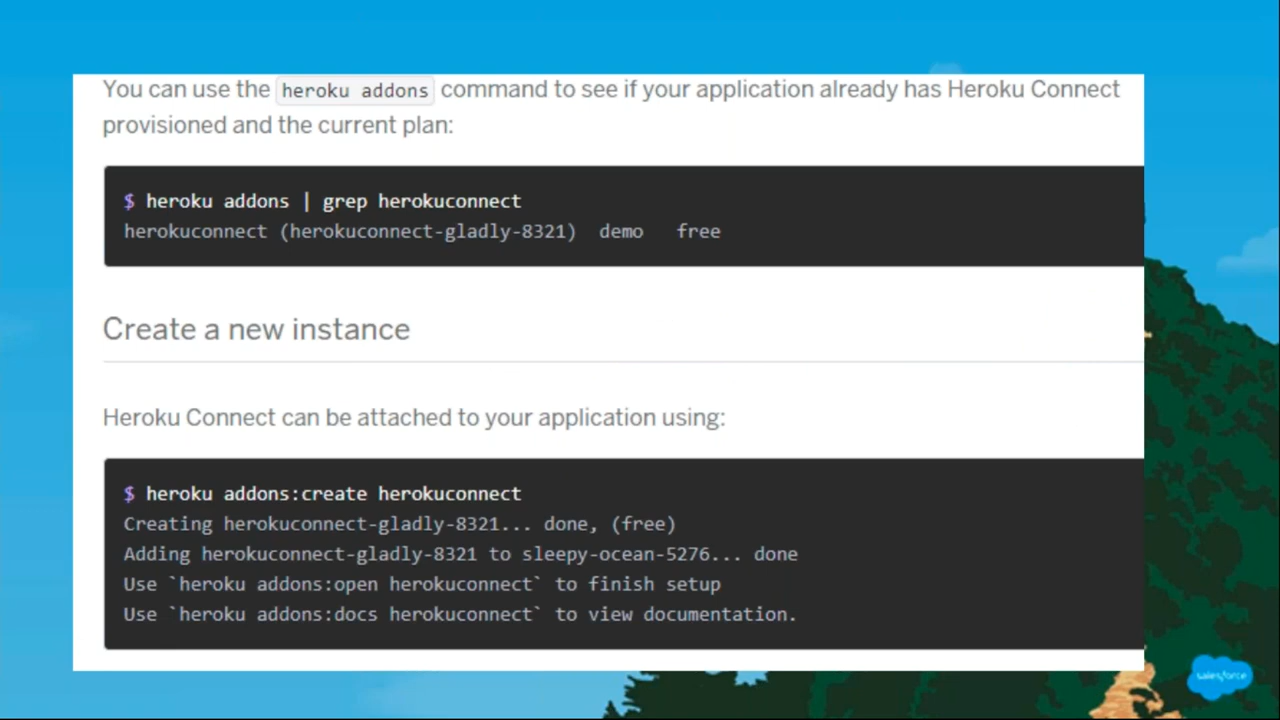 You can use the heroku addons command to see if your application already has Heroku Connect
provisioned and the current plan:
$ heroku addons | grep herokuconnect
herokuconnect (herokuconnect-gladly-8321)  demo   free
Create a new instance
Heroku Connect can be attached to your application using:
$ heroku addons:create herokuconnect
Creating herokuconnect-gladly-8321... done, (free)
Adding herokuconnect-gladly-8321 to sleepy-ocean-5276... done
Use `heroku addons:open herokuconnect` to finish setup
Use `heroku addons:docs herokuconnect` to view documentation.
salesforce